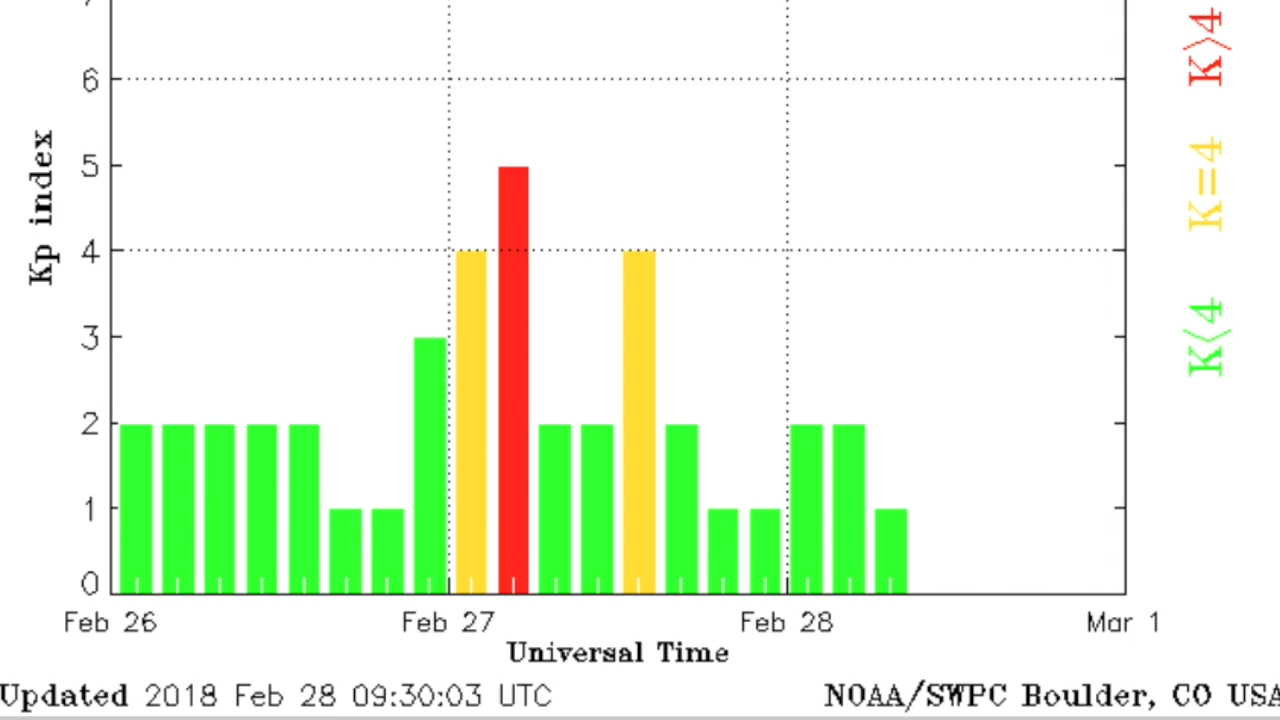 7
6
5
4
3
2
1
0
Kp index
K>4
K=4
K<4
Feb 26
Feb 27
Feb 28
Mar 1
Universal Time
Updated 2018 Feb 28 09:30:03 UTC
NOAA/SWPC Boulder, CO USA